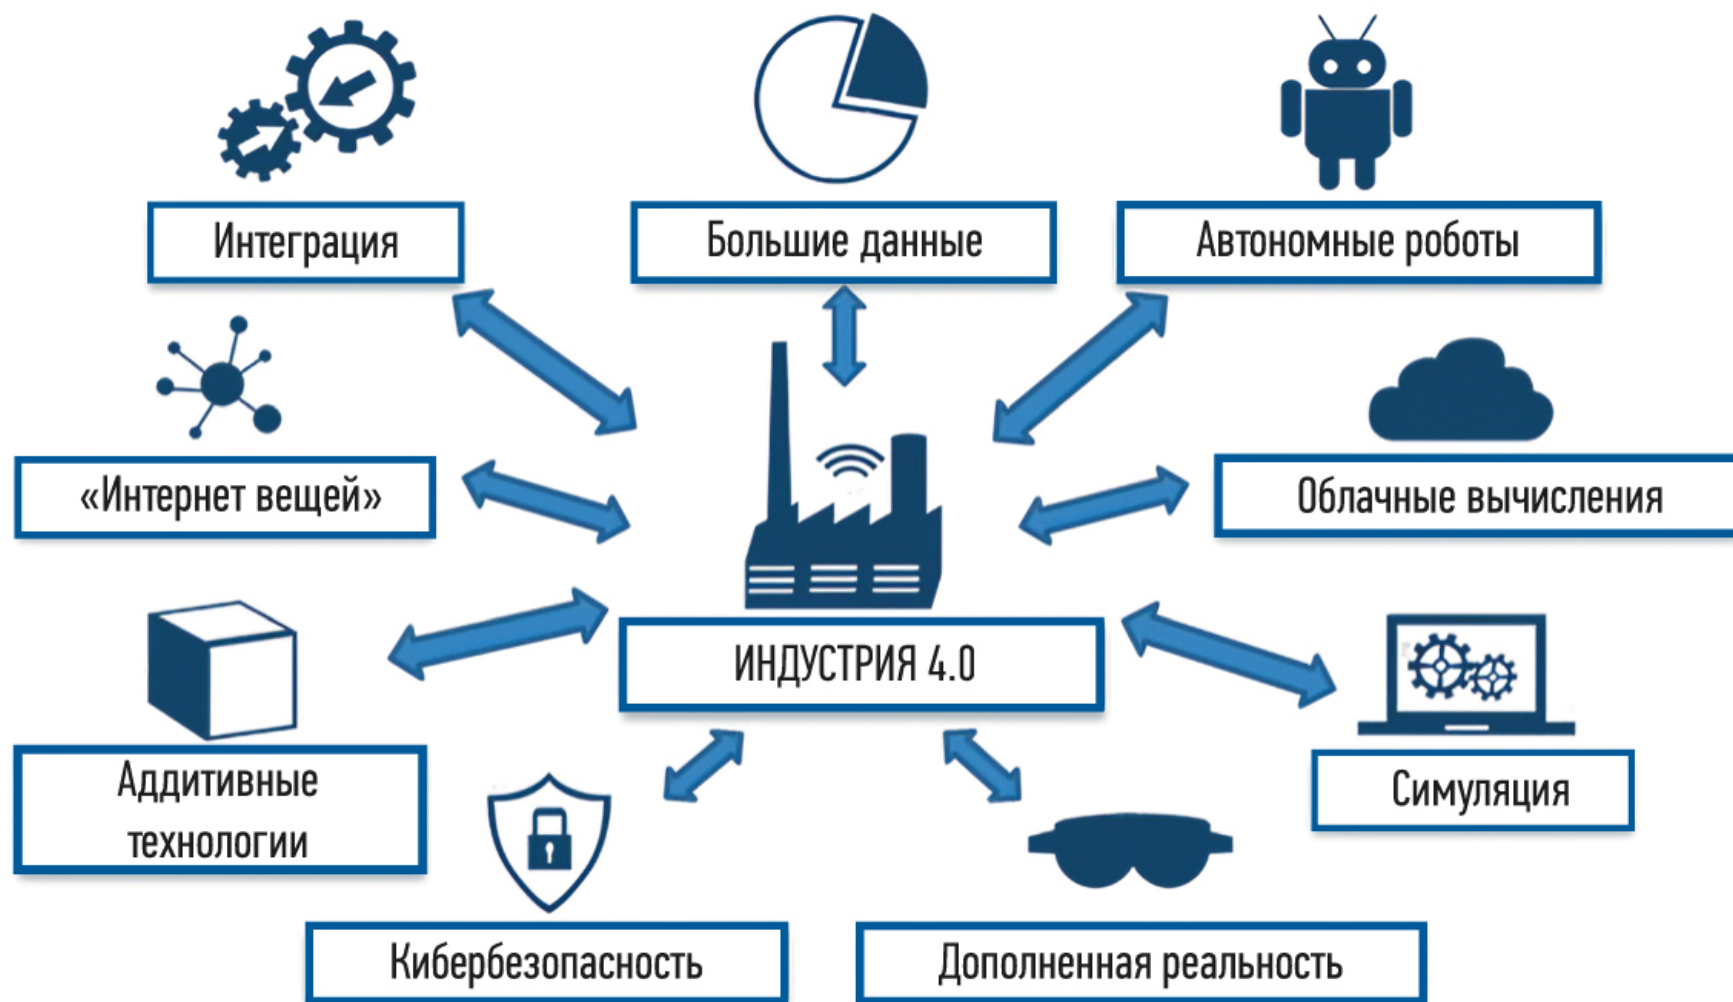 Интеграция
Большие данные
Автономные роботы
«Интернет вещей»
Облачные вычисления
ИНДУСТРИЯ 4.0
Аддитивные
технологии
Симуляция
Кибербезопасность
Дополненная реальность